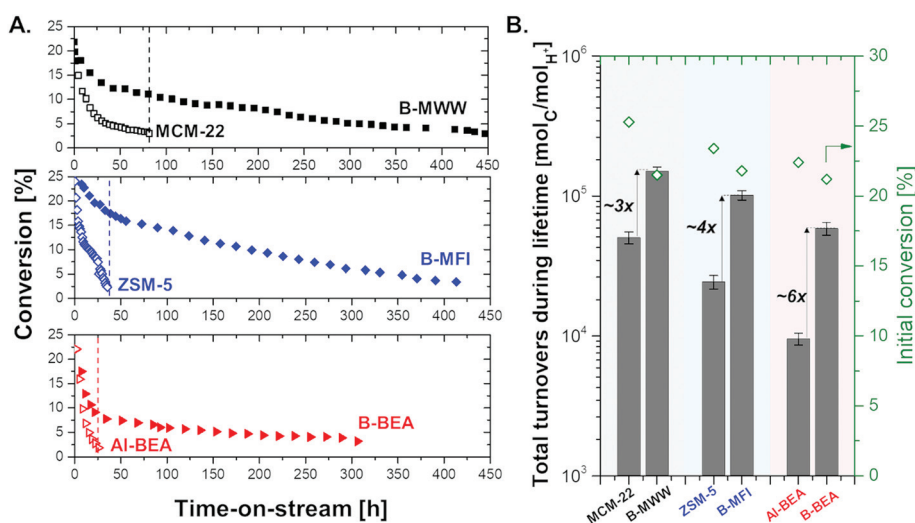 A.
25
20
15
10
5
0
B-MWW
MCM-22
0 50 100 150 200 250 300 350 400 450
25
20
15
10
5
0
B-MFI
ZSM-5
0 50 100 150 200 250 300 350 400 450
25
20
15
10
5
0
B-BEA
Al-BEA
0 50 100 150 200 250 300 350 400 450
Conversion [%]
Time-on-stream [h]
B.
Total turnovers during lifetime [molC/molH+]
10⁶
10⁵
10⁴
10³
~3x
~4x
~6x
30
25
20
15
10
5
0
Initial conversion [%]
MCM-22
B-MWW
ZSM-5
B-MFI
Al-BEA
B-BEA